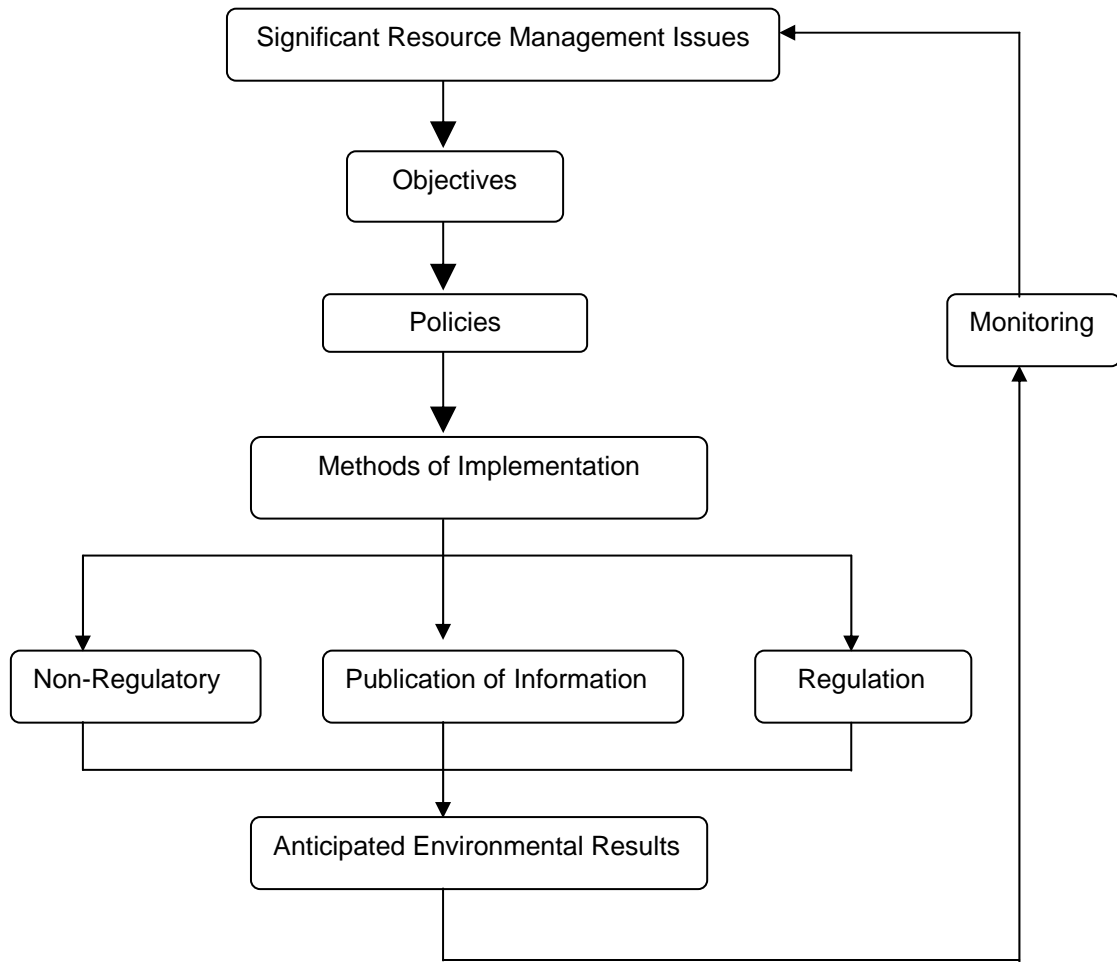 Significant Resource Management Issues
Objectives
Policies
Monitoring
Methods of Implementation
Non-Regulatory
Publication of Information
Regulation
Anticipated Environmental Results